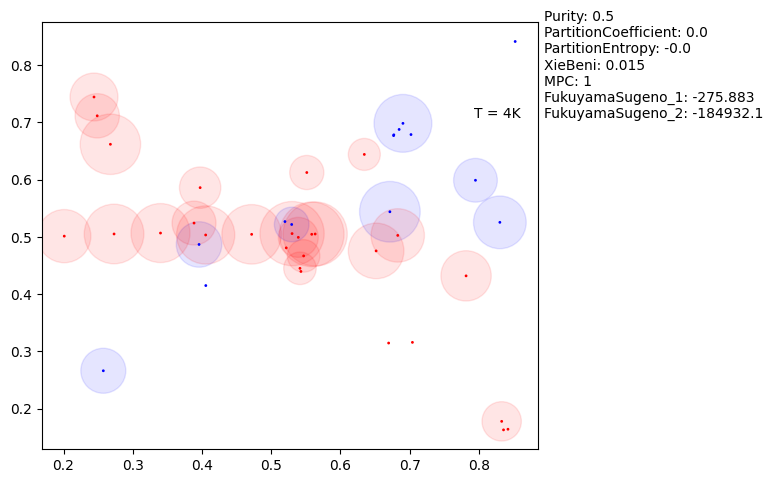 Purity: 0.5
PartitionCoefficient: 0.0
PartitionEntropy: -0.0
XieBeni: 0.015
MPC: 1
FukuyamaSugeno_1: -275.883
FukuyamaSugeno_2: -184932.1
T = 4K
0.8
0.7
0.6
0.5
0.4
0.3
0.2
0.2
0.3
0.4
0.5
0.6
0.7
0.8